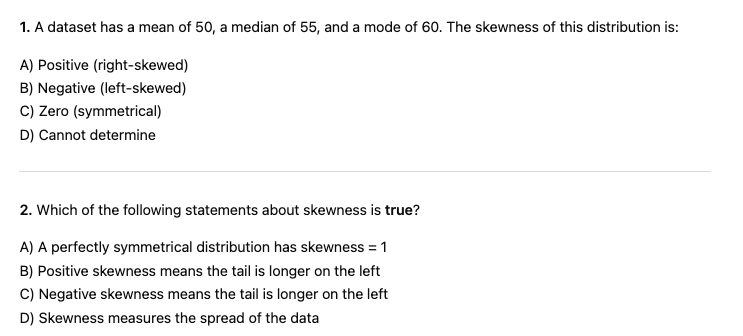 1. A dataset has a mean of 50, a median of 55, and a mode of 60. The skewness of this distribution is:
A) Positive (right-skewed)
B) Negative (left-skewed)
C) Zero (symmetrical)
D) Cannot determine
2. Which of the following statements about skewness is true?
A) A perfectly symmetrical distribution has skewness = 1
B) Positive skewness means the tail is longer on the left
C) Negative skewness means the tail is longer on the left
D) Skewness measures the spread of the data